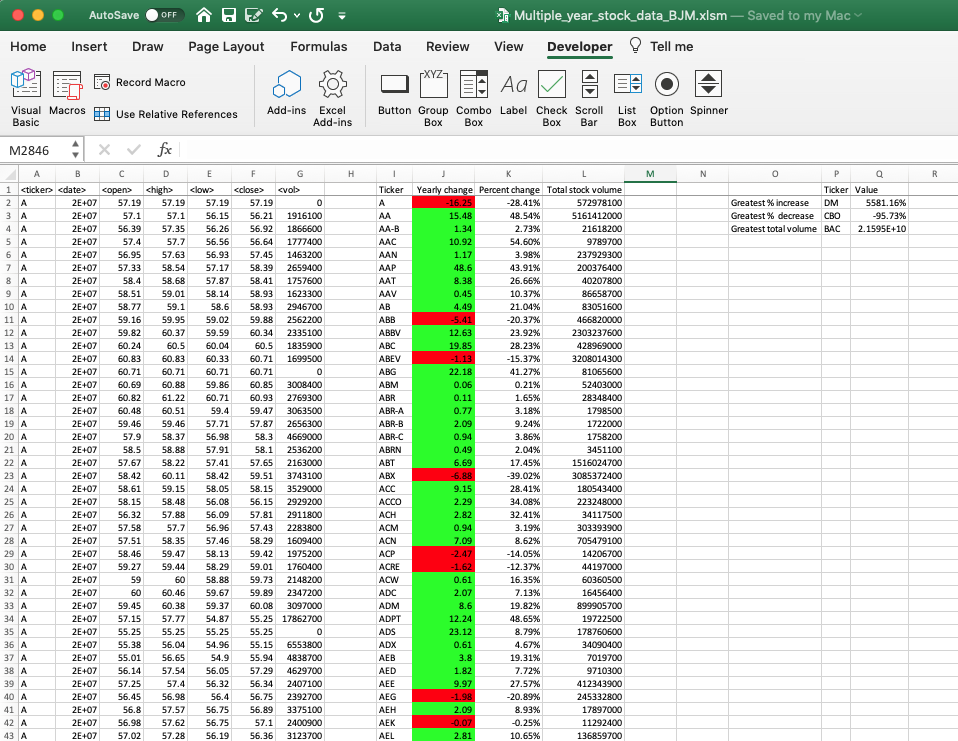 AutoSave OFF Multiple_year_stock_data_BJM.xlsm — Saved to my Mac
Home Insert Draw Page Layout Formulas Data Review View Developer Tell me
Visual Basic Macros Record Macro Use Relative References Add-ins Excel Add-ins Button Group Box Combo Box Label Check Box Scroll Bar List Box Option Button Spinner
XYZ Aa
M2846 fx
A B C D E F G H I J K L M N O P Q R
1 <ticker> <date> <open> <high> <low> <close> <vol> Ticker Yearly change Percent change Total stock volume Ticker Value
2 A 2E+07 57.19 57.19 57.19 57.19 0 A -16.25 -28.41% 572978100 Greatest % increase DM 5581.16%
3 A 2E+07 57.1 57.1 56.15 56.21 1916100 AA 15.48 48.54% 5161412000 Greatest % decrease CBO -95.73%
4 A 2E+07 56.39 57.35 56.26 56.92 1866600 AA-B 1.34 2.73% 21618200 Greatest total volume BAC 2.1595E+10
5 A 2E+07 57.4 57.7 56.56 56.64 1777400 AAC 10.92 54.60% 9789700
6 A 2E+07 56.95 57.63 56.93 57.45 1463200 AAN 1.17 3.98% 237929300
7 A 2E+07 57.33 58.54 57.17 58.39 2659400 AAP 48.6 43.91% 200376400
8 A 2E+07 58.4 58.68 57.87 58.41 1757600 AAT 8.38 26.66% 40207800
9 A 2E+07 58.51 59.01 58.14 58.93 1623300 AAV 0.45 10.37% 86658700
10 A 2E+07 58.77 59.1 58.6 58.93 2946700 AB 4.49 21.04% 83051600
11 A 2E+07 59.16 59.95 59.02 59.88 2562200 ABB -5.41 -20.37% 466820000
12 A 2E+07 59.82 60.37 59.59 60.34 2335100 ABBV 12.63 23.92% 2303237600
13 A 2E+07 60.24 60.5 60.04 60.5 1835900 ABC 19.85 28.23% 428969000
14 A 2E+07 60.83 60.83 60.33 60.71 1699500 ABEV -1.13 -15.37% 3208014300
15 A 2E+07 60.71 60.71 60.71 60.71 0 ABG 22.18 41.27% 81065600
16 A 2E+07 60.69 60.88 59.86 60.85 3008400 ABM 0.06 0.21% 52403000
17 A 2E+07 60.82 61.22 60.71 60.93 2769300 ABR 0.11 1.65% 28348400
18 A 2E+07 60.48 60.51 59.4 59.47 3063500 ABR-A 0.77 3.18% 1798500
19 A 2E+07 59.46 59.46 57.71 57.87 2656300 ABR-B 2.09 9.24% 1722000
20 A 2E+07 57.9 58.37 56.98 58.3 4669000 ABR-C 0.94 3.86% 1758200
21 A 2E+07 58.5 58.88 57.91 58.1 2536200 ABRN 0.49 2.04% 3451100
22 A 2E+07 57.67 58.22 57.41 57.65 2163000 ABT 6.69 17.45% 1516024700
23 A 2E+07 58.42 60.11 58.42 59.51 3743100 ABX -6.88 -39.02% 3085372400
24 A 2E+07 58.61 59.15 58.05 58.15 3529000 ACC 9.15 28.41% 180543400
25 A 2E+07 58.15 58.48 56.08 56.15 2929200 ACCO 2.29 34.08% 223248000
26 A 2E+07 56.32 57.88 56.09 57.81 2911800 ACH 2.82 32.41% 34117500
27 A 2E+07 57.58 57.7 56.96 57.43 2283800 ACM 0.94 3.19% 303393900
28 A 2E+07 57.51 58.35 57.46 58.29 1609400 ACN 7.09 8.62% 705479100
29 A 2E+07 58.46 59.47 58.13 59.42 1975200 ACP -2.47 -14.05% 14206700
30 A 2E+07 59.27 59.44 58.29 59.01 1760400 ACRE -1.62 -12.37% 44197000
31 A 2E+07 59 60 58.88 59.73 2148200 ACW 0.61 16.35% 60360500
32 A 2E+07 60 60.46 59.67 59.89 2347200 ADC 2.07 7.13% 16456400
33 A 2E+07 59.45 60.38 59.37 60.08 3097000 ADM 8.6 19.82% 899905700
34 A 2E+07 57.15 57.77 54.87 55.25 17862700 ADPT 12.24 48.65% 19722500
35 A 2E+07 55.25 55.25 55.25 55.25 0 ADS 23.12 8.79% 178760600
36 A 2E+07 55.38 56.04 54.96 55.15 6553800 ADX 0.61 4.67% 34090400
37 A 2E+07 55.01 56.65 54.9 55.94 4838700 AEB 3.8 19.31% 7019700
38 A 2E+07 56.14 57.54 56.05 57.29 4629700 AED 1.82 7.72% 9710300
39 A 2E+07 57.25 57.4 56.32 56.34 2407100 AEE 9.97 27.57% 412343900
40 A 2E+07 56.45 56.98 56.4 56.75 2392700 AEG -1.98 -20.89% 245332800
41 A 2E+07 56.8 57.57 56.75 56.89 3375100 AEH 2.09 8.93% 17897000
42 A 2E+07 56.98 57.62 56.75 57.1 2400900 AEK -0.07 -0.25% 11292400
43 A 2E+07 57.02 57.28 56.19 56.36 3123700 AEL 2.81 10.65% 136859700